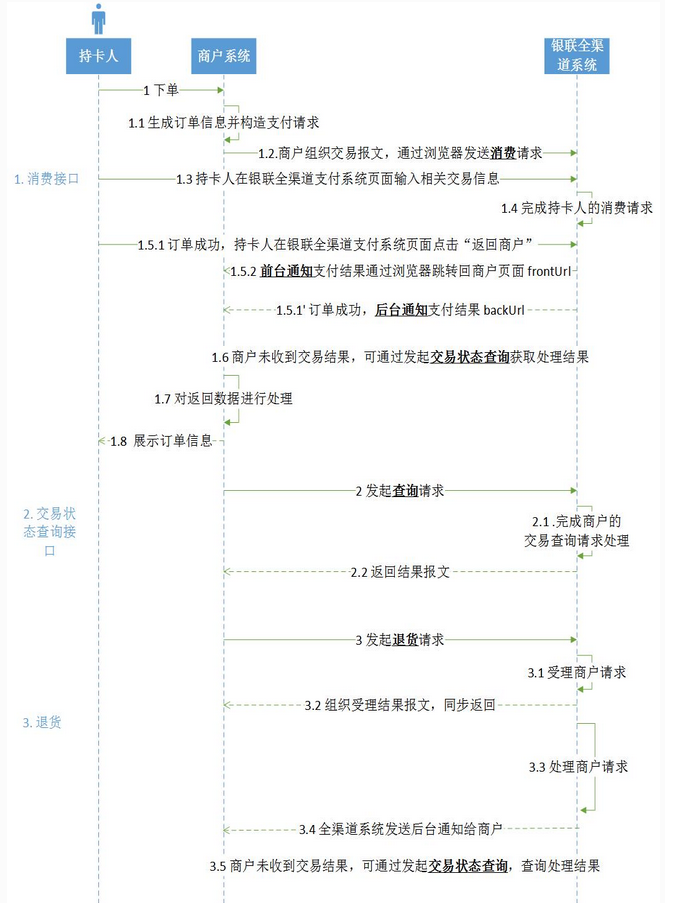 持卡人
商户系统
银联全渠
道系统
1 下单
1.1 生成订单信息并构造支付请求
1.2.商户组织交易报文，通过浏览器发送消费请求
1. 消费接口
1.3 持卡人在银联全渠道支付系统页面输入相关交易信息
1.4 完成持卡人的消费请求
1.5.1 订单成功，持卡人在银联全渠道支付系统页面点击“返回商户”
1.5.2 前台通知支付结果通过浏览器跳转回商户页面 frontUrl
1.5.1' 订单成功，后台通知支付结果 backUrl
1.6 商户未收到交易结果，可通过发起交易状态查询获取处理结果
1.7 对返回数据进行处理
1.8 展示订单信息
2 发起查询请求
2. 交易状
态查询接
口
2.1 .完成商户的
交易查询请求处理
2.2 返回结果报文
3 发起退货请求
3.1 受理商户请求
3.2 组织受理结果报文，同步返回
3. 退货
3.3 处理商户请求
3.4 全渠道系统发送后台通知给商户
3.5 商户未收到交易结果，可通过发起交易状态查询，查询处理结果